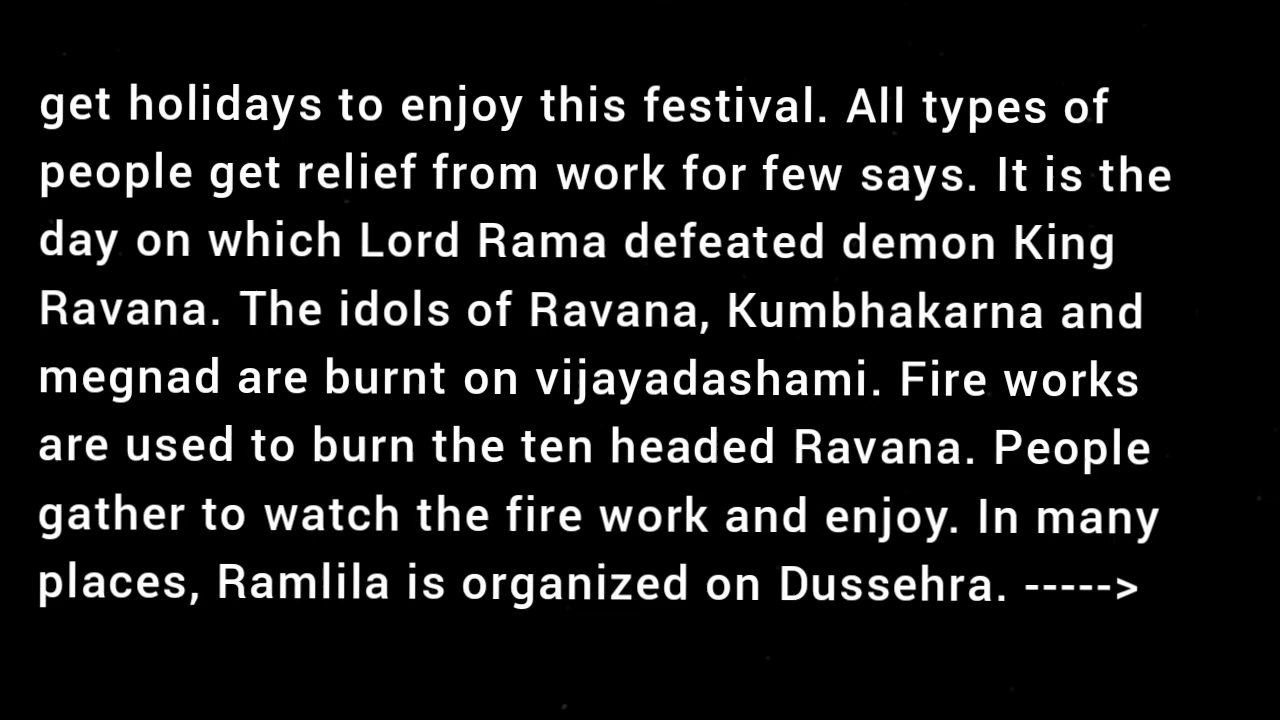 get holidays to enjoy this festival. All types of
people get relief from work for few says. It is the
day on which Lord Rama defeated demon King
Ravana. The idols of Ravana, Kumbhakarna and
megnad are burnt on vijayadashami. Fire works
are used to burn the ten headed Ravana. People
gather to watch the fire work and enjoy. In many
places, Ramlila is organized on Dussehra. ----->